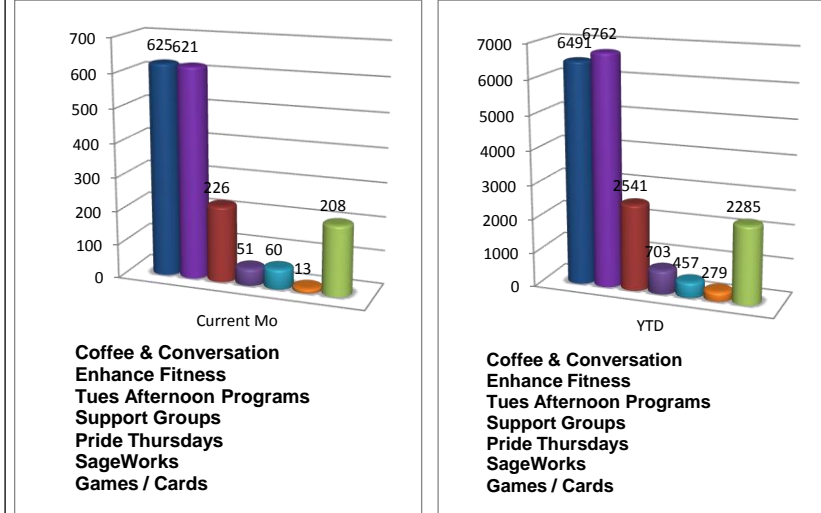 700
600
500
400
300
200
100
0
625 621
226
51 60
13
208
Current Mo
Coffee & Conversation
Enhance Fitness
Tues Afternoon Programs
Support Groups
Pride Thursdays
SageWorks
Games / Cards
7000
6000
5000
4000
3000
2000
1000
0
6491 6762
2541
703
457
279
2285
YTD
Coffee & Conversation
Enhance Fitness
Tues Afternoon Programs
Support Groups
Pride Thursdays
SageWorks
Games / Cards